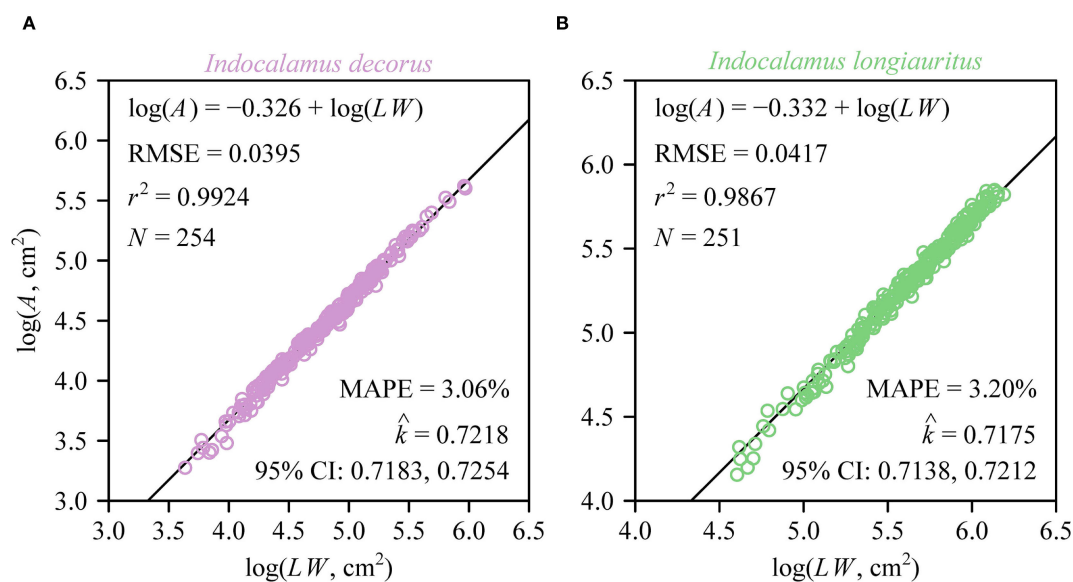 A
Indocalamus decorus
log(A) = −0.326 + log(LW)
RMSE = 0.0395
r² = 0.9924
N = 254
MAPE = 3.06%
k̂ = 0.7218
95% CI: 0.7183, 0.7254
6.5
6.0
5.5
5.0
4.5
4.0
3.5
3.0
log(A, cm²)
3.0 3.5 4.0 4.5 5.0 5.5 6.0 6.5
log(LW, cm²)
B
Indocalamus longiauritus
log(A) = −0.332 + log(LW)
RMSE = 0.0417
r² = 0.9867
N = 251
MAPE = 3.20%
k̂ = 0.7175
95% CI: 0.7138, 0.7212
6.5
6.0
5.5
5.0
4.5
4.0
4.0 4.5 5.0 5.5 6.0 6.5
log(LW, cm²)